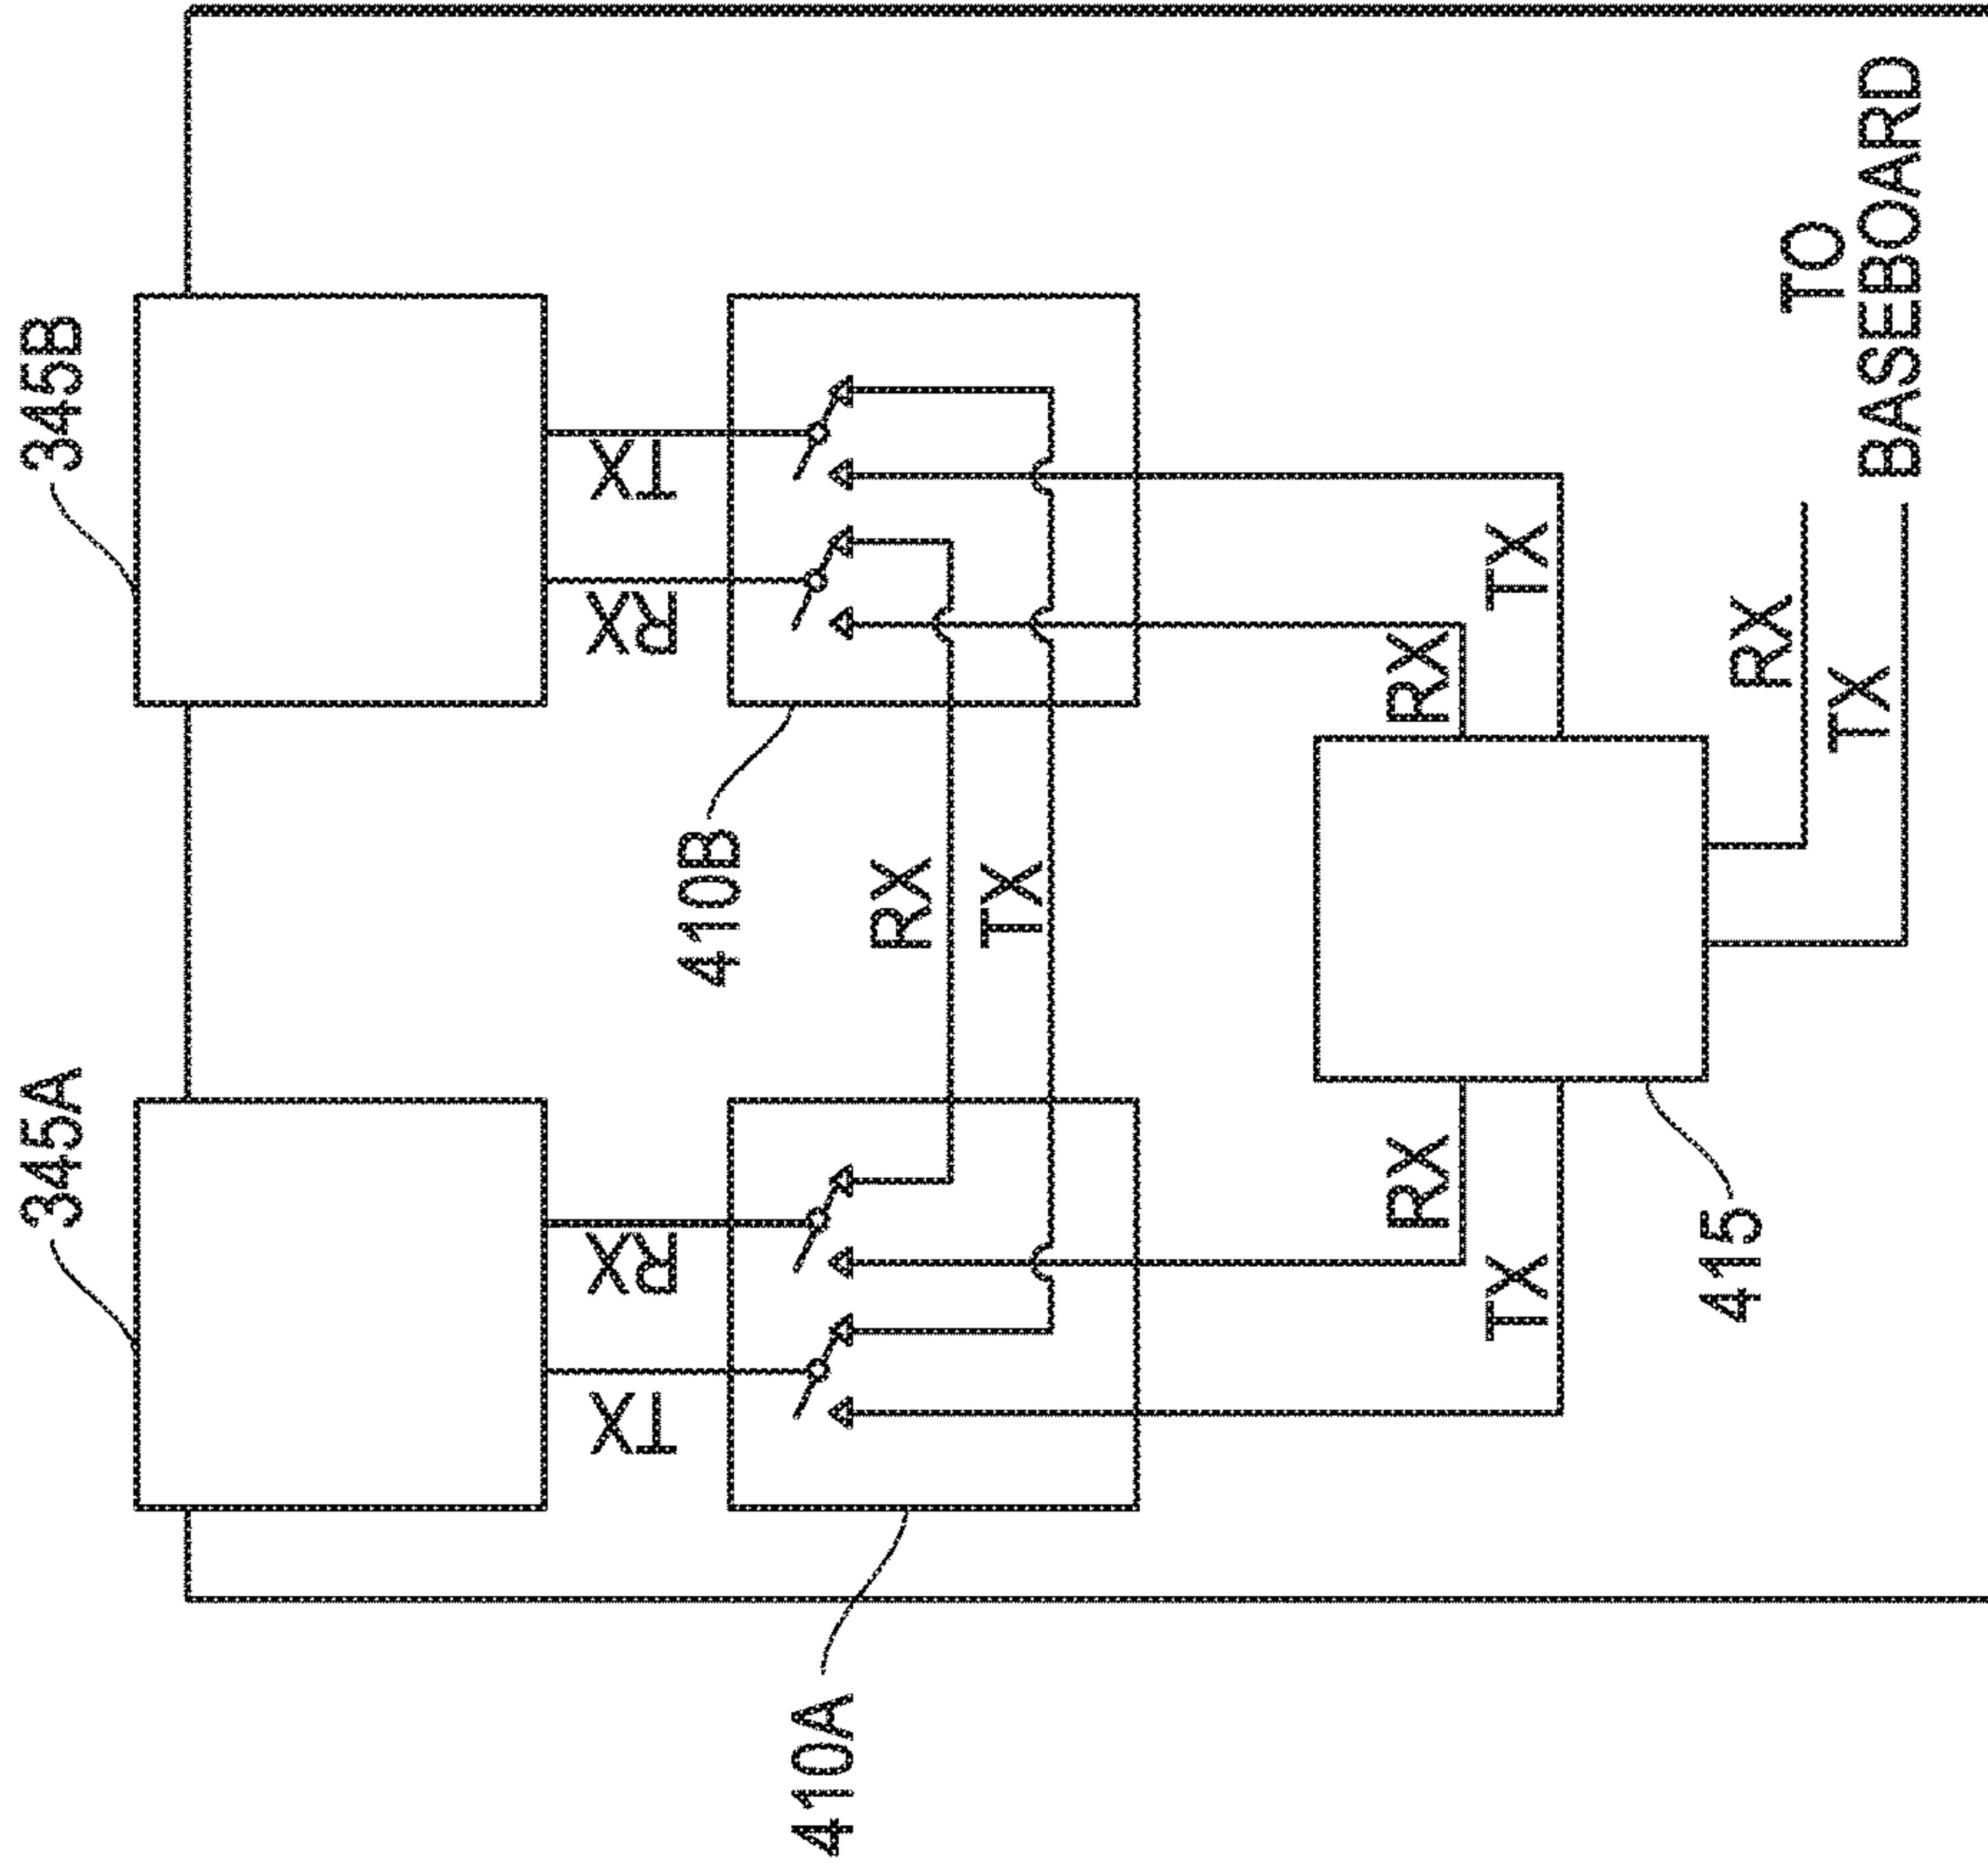 345A
345B
TX
RX
RX
TX
410A
410B
RX
TX
RX
TX
RX
TX
415
RX
TX
TO
BASEBOARD